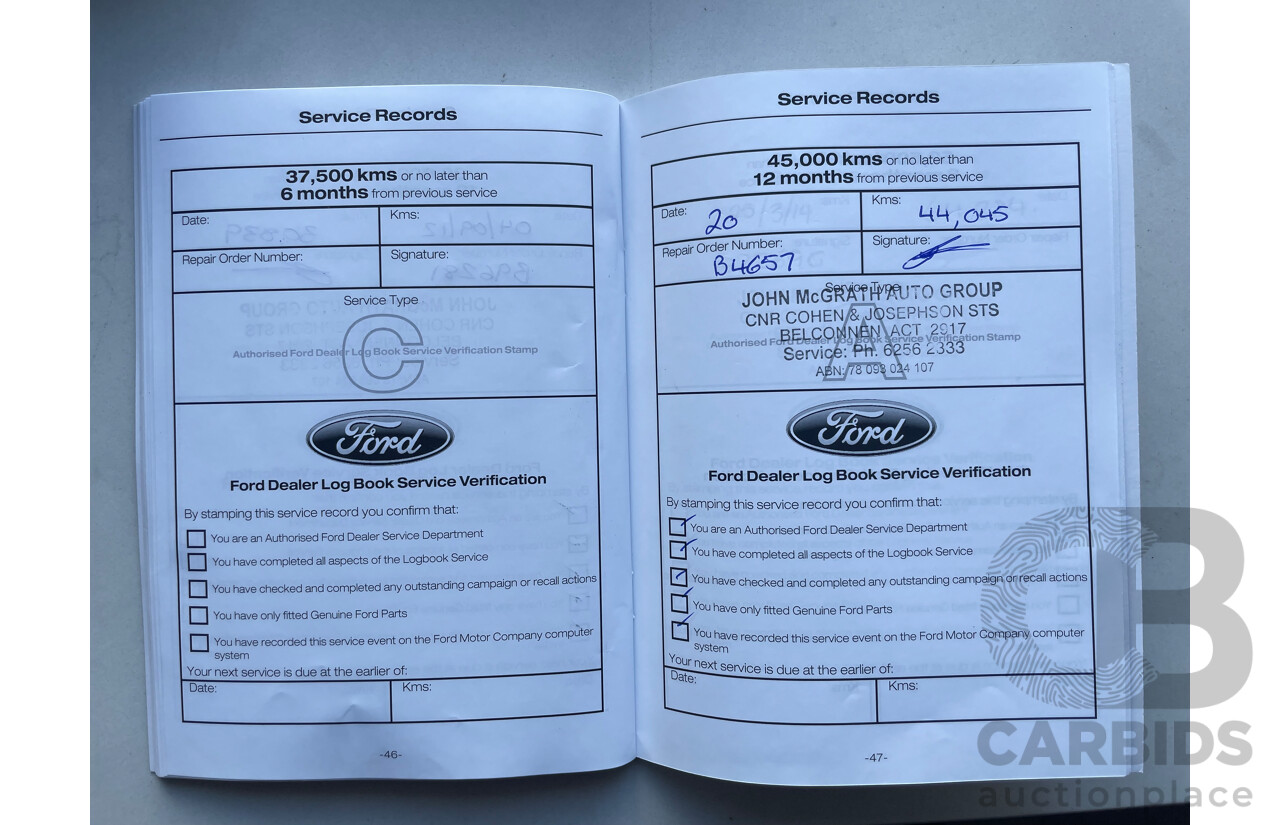 Service Records
37,500 kms or no later than
6 months from previous service
Date:
Kms:
Repair Order Number:
Signature:
Service Type
C
Authorised Ford Dealer Log Book Service Verification Stamp
Ford
Ford Dealer Log Book Service Verification
By stamping this service record you confirm that:
You are an Authorised Ford Dealer Service Department
You have completed all aspects of the Logbook Service
You have checked and completed any outstanding campaign or recall actions
You have only fitted Genuine Ford Parts
You have recorded this service event on the Ford Motor Company computer
system
Your next service is due at the earlier of:
Date:
Kms:
-46-
Service Records
45,000 kms or no later than
12 months from previous service
Date: 20
Kms: 44,045
Repair Order Number:
B4657
Signature:
Service Type
JOHN McGRATH AUTO GROUP
CNR COHEN & JOSEPHSON STS
BELCONNEN ACT 2917
Authorised Ford Dealer Log Book Service Verification Stamp
Service: Ph. 6256 2333
ABN: 78 093 024 107
A
Ford
Ford Dealer Log Book Service Verification
By stamping this service record you confirm that:
You are an Authorised Ford Dealer Service Department
You have completed all aspects of the Logbook Service
You have checked and completed any outstanding campaign or recall actions
You have only fitted Genuine Ford Parts
You have recorded this service event on the Ford Motor Company computer
system
Your next service is due at the earlier of:
Date:
Kms:
-47-
CB
CARBIDS
auctionplace